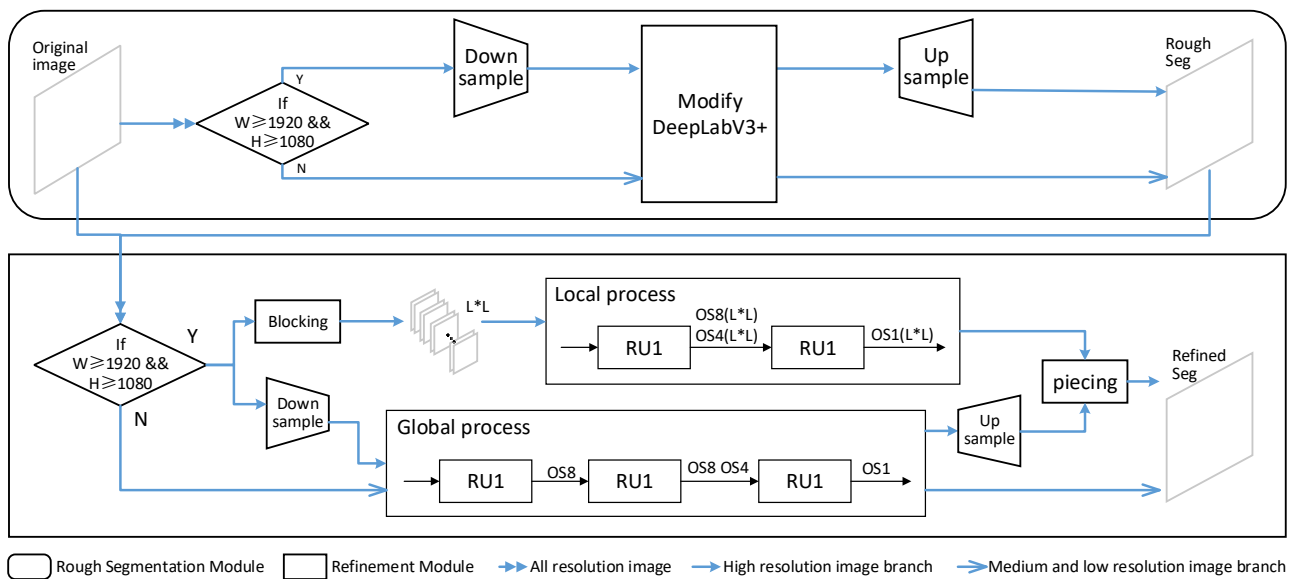 Original
image
If
W≥1920 &&
H≥1080
Y
N
Down
sample
Modify
DeepLabV3+
Up
sample
Rough
Seg
If
W≥1920 &&
H≥1080
Y
N
Blocking
L*L
Down
sample
Local process
RU1
OS8(L*L)
OS4(L*L)
RU1
OS1(L*L)
Global process
RU1
OS8
RU1
OS8 OS4
RU1
OS1
Up
sample
piecing
Refined
Seg
Rough Segmentation Module
Refinement Module
All resolution image
High resolution image branch
Medium and low resolution image branch